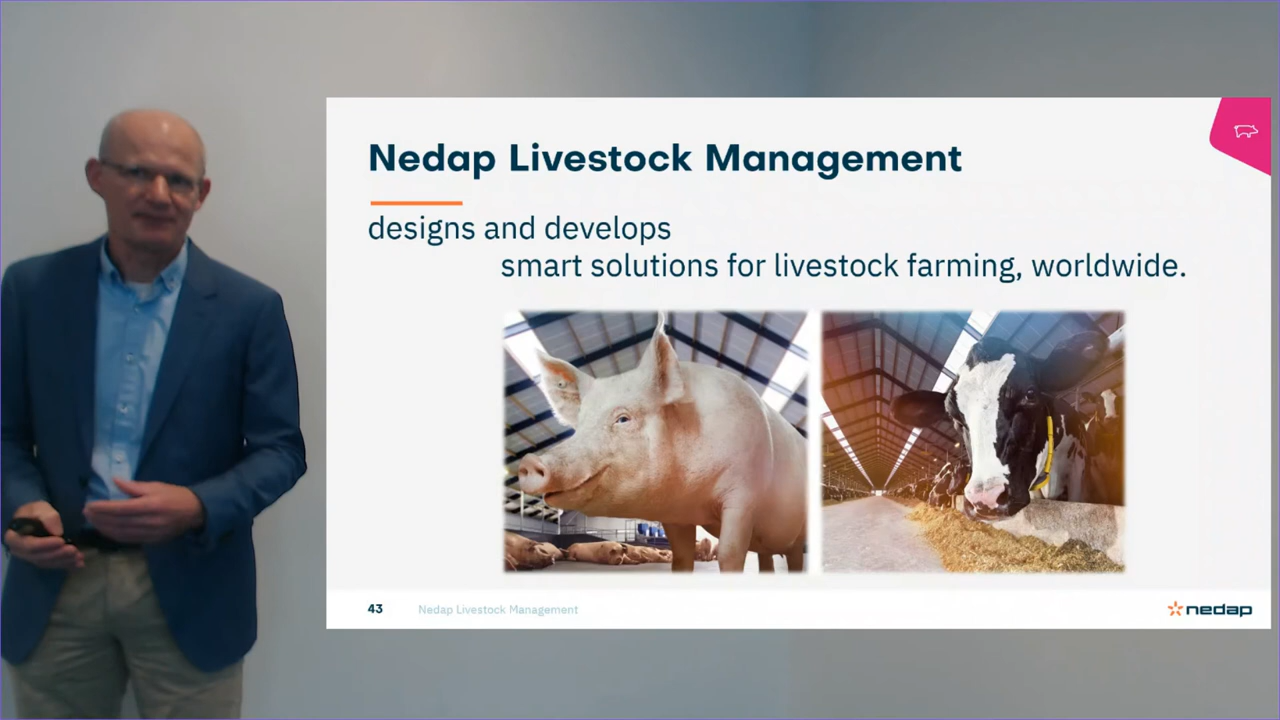 Nedap Livestock Management
designs and develops
smart solutions for livestock farming, worldwide.
43
Nedap Livestock Management
nedap